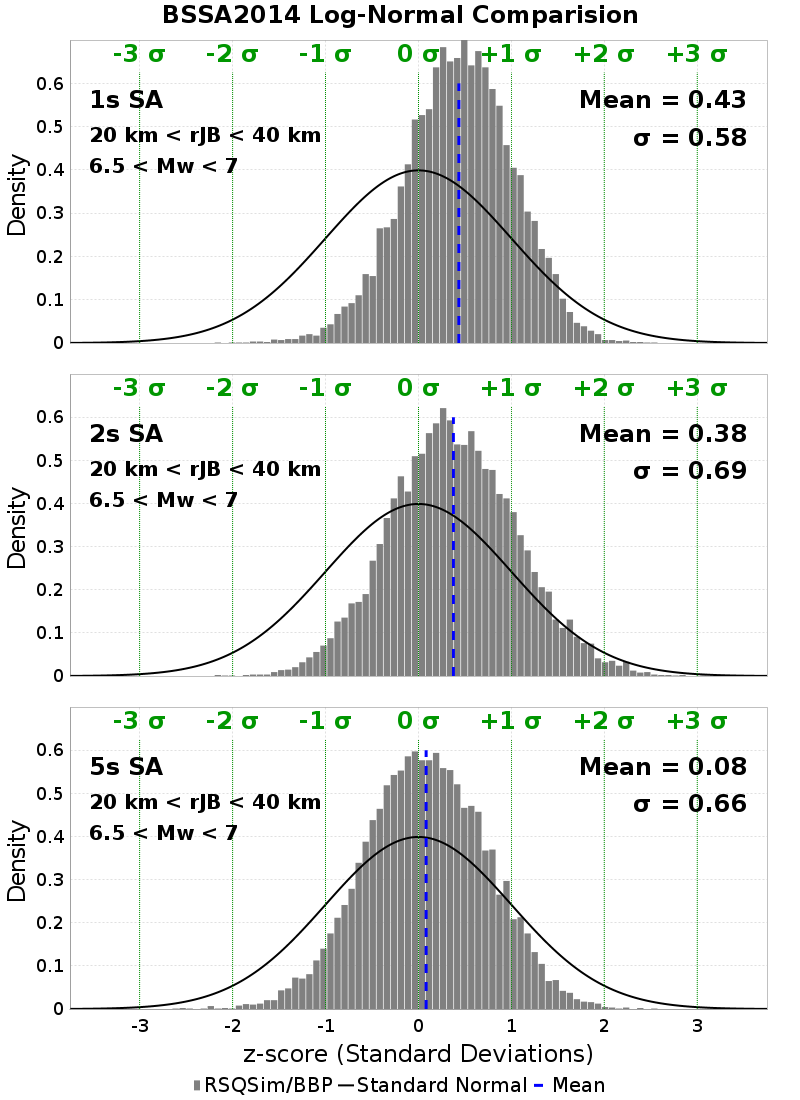 BSSA2014 Log-Normal Comparision
-3 σ -2 σ -1 σ 0 σ +1 σ +2 σ +3 σ
1s SA Mean = 0.43
20 km < rJB < 40 km σ = 0.58
6.5 < Mw < 7
Density
0.6
0.5
0.4
0.3
0.2
0.1
0
-3 σ -2 σ -1 σ 0 σ +1 σ +2 σ +3 σ
2s SA Mean = 0.38
20 km < rJB < 40 km σ = 0.69
6.5 < Mw < 7
Density
0.6
0.5
0.4
0.3
0.2
0.1
0
-3 σ -2 σ -1 σ 0 σ +1 σ +2 σ +3 σ
5s SA Mean = 0.08
20 km < rJB < 40 km σ = 0.66
6.5 < Mw < 7
Density
0.6
0.5
0.4
0.3
0.2
0.1
0
-3 -2 -1 0 1 2 3
z-score (Standard Deviations)
RSQSim/BBP Standard Normal Mean